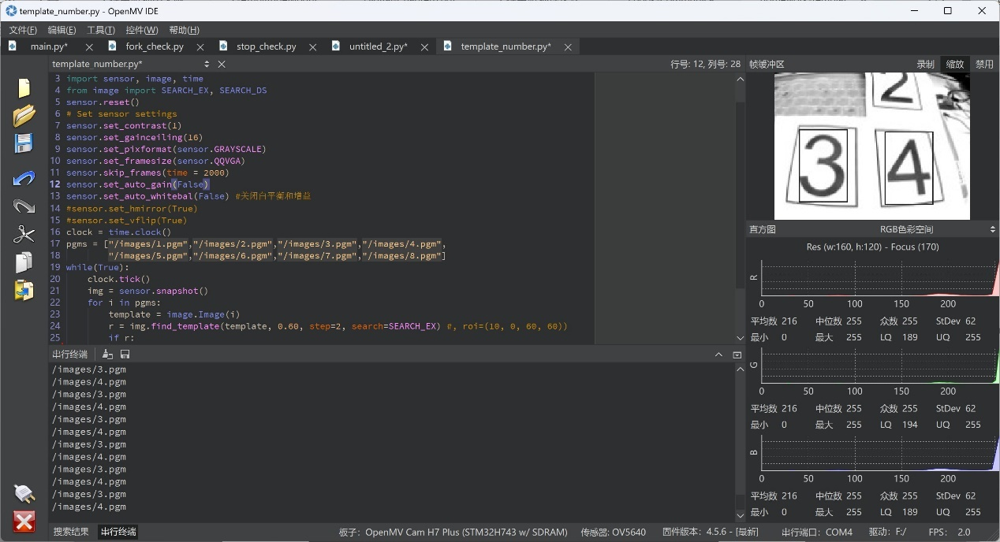 template_number.py - OpenMV IDE
文件(F) 编辑(E) 工具(T) 控件(W) 帮助(H)
main.py* fork_check.py stop_check.py untitled_2.py* template_number.py*
template_number.py* 行号: 12, 列号: 28 帧缓冲区 录制 缩放 禁用
3 import sensor, image, time
4 from image import SEARCH_EX, SEARCH_DS
5 sensor.reset()
6 # Set sensor settings
7 sensor.set_contrast(1)
8 sensor.set_gainceiling(16)
9 sensor.set_pixformat(sensor.GRAYSCALE)
10 sensor.set_framesize(sensor.QQVGA)
11 sensor.skip_frames(time = 2000)
12 sensor.set_auto_gain(False)
13 sensor.set_auto_whitebal(False) #关闭白平衡和增益
14 #sensor.set_hmirror(True)
15 #sensor.set_vflip(True)
16 clock = time.clock()
17 pgms = ["/images/1.pgm","/images/2.pgm","/images/3.pgm","/images/4.pgm",
18 "/images/5.pgm","/images/6.pgm","/images/7.pgm","/images/8.pgm"]
19 while(True):
20 clock.tick()
21 img = sensor.snapshot()
22 for i in pgms:
23 template = image.Image(i)
24 r = img.find_template(template, 0.60, step=2, search=SEARCH_EX) #, roi=(10, 0, 60, 60))
25 if r:
串行终端
/images/3.pgm
/images/4.pgm
/images/3.pgm
/images/4.pgm
/images/3.pgm
/images/4.pgm
/images/3.pgm
/images/4.pgm
/images/3.pgm
/images/4.pgm
/images/3.pgm
/images/4.pgm
2
3 4
直方图 RGB色彩空间
Res (w:160, h:120) - Focus (170)
R
0 50 100 150 200
平均数 216 中位数 255 众数 255 StDev 62
最小 0 最大 255 LQ 189 UQ 255
G
0 50 100 150 200
平均数 216 中位数 255 众数 255 StDev 62
最小 0 最大 255 LQ 194 UQ 255
B
0 50 100 150 200
平均数 216 中位数 255 众数 255 StDev 62
最小 0 最大 255 LQ 189 UQ 255
搜索结果 串行终端 板子: OpenMV Cam H7 Plus (STM32H743 w/ SDRAM) 传感器: OV5640 固件版本: 4.5.6 - [最新] 串行端口: COM4 驱动: F:/ FPS: 2.0